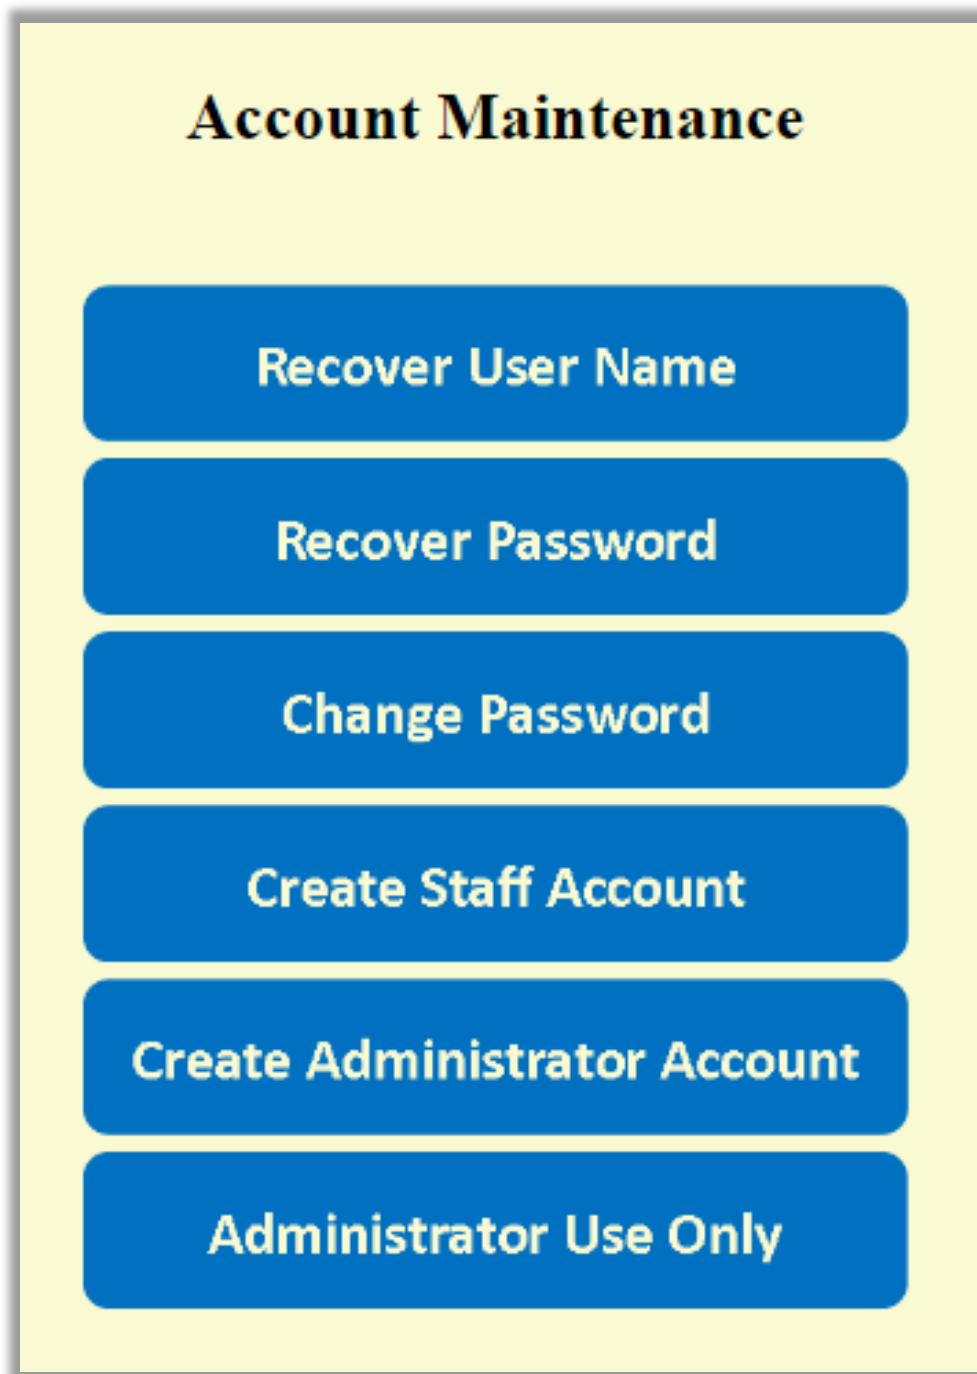 Account Maintenance
Recover User Name
Recover Password
Change Password
Create Staff Account
Create Administrator Account
Administrator Use Only